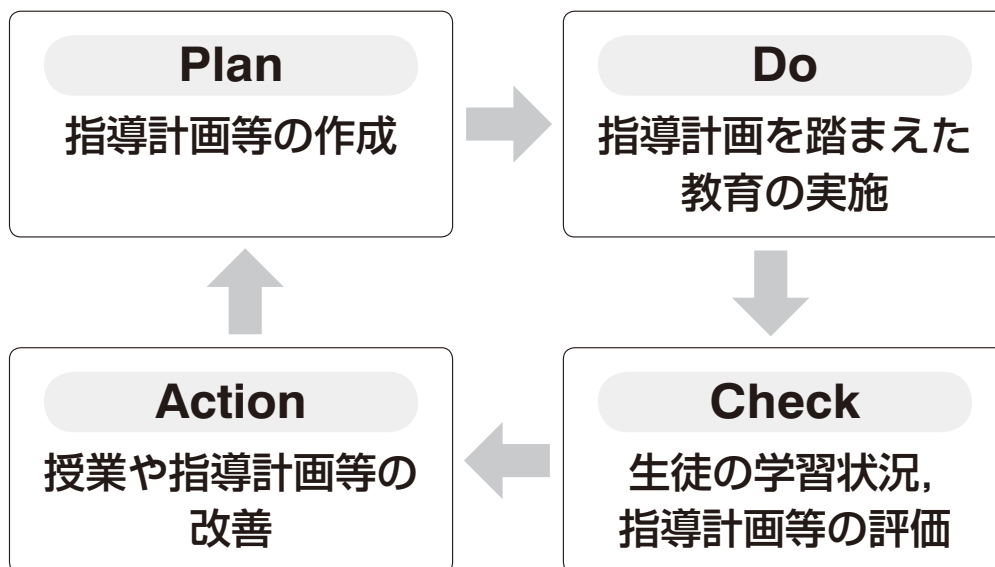 Plan
指導計画等の作成
Do
指導計画を踏まえた
教育の実施
Action
授業や指導計画等の
改善
Check
生徒の学習状況,
指導計画等の評価